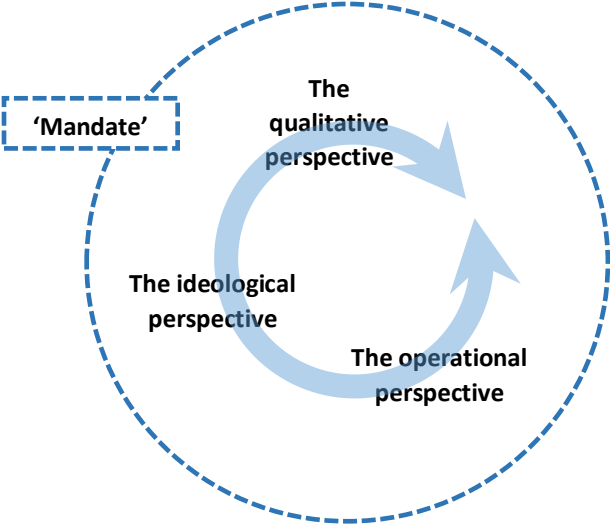 The
qualitative
perspective
‘Mandate’
The ideological
perspective
The operational
perspective